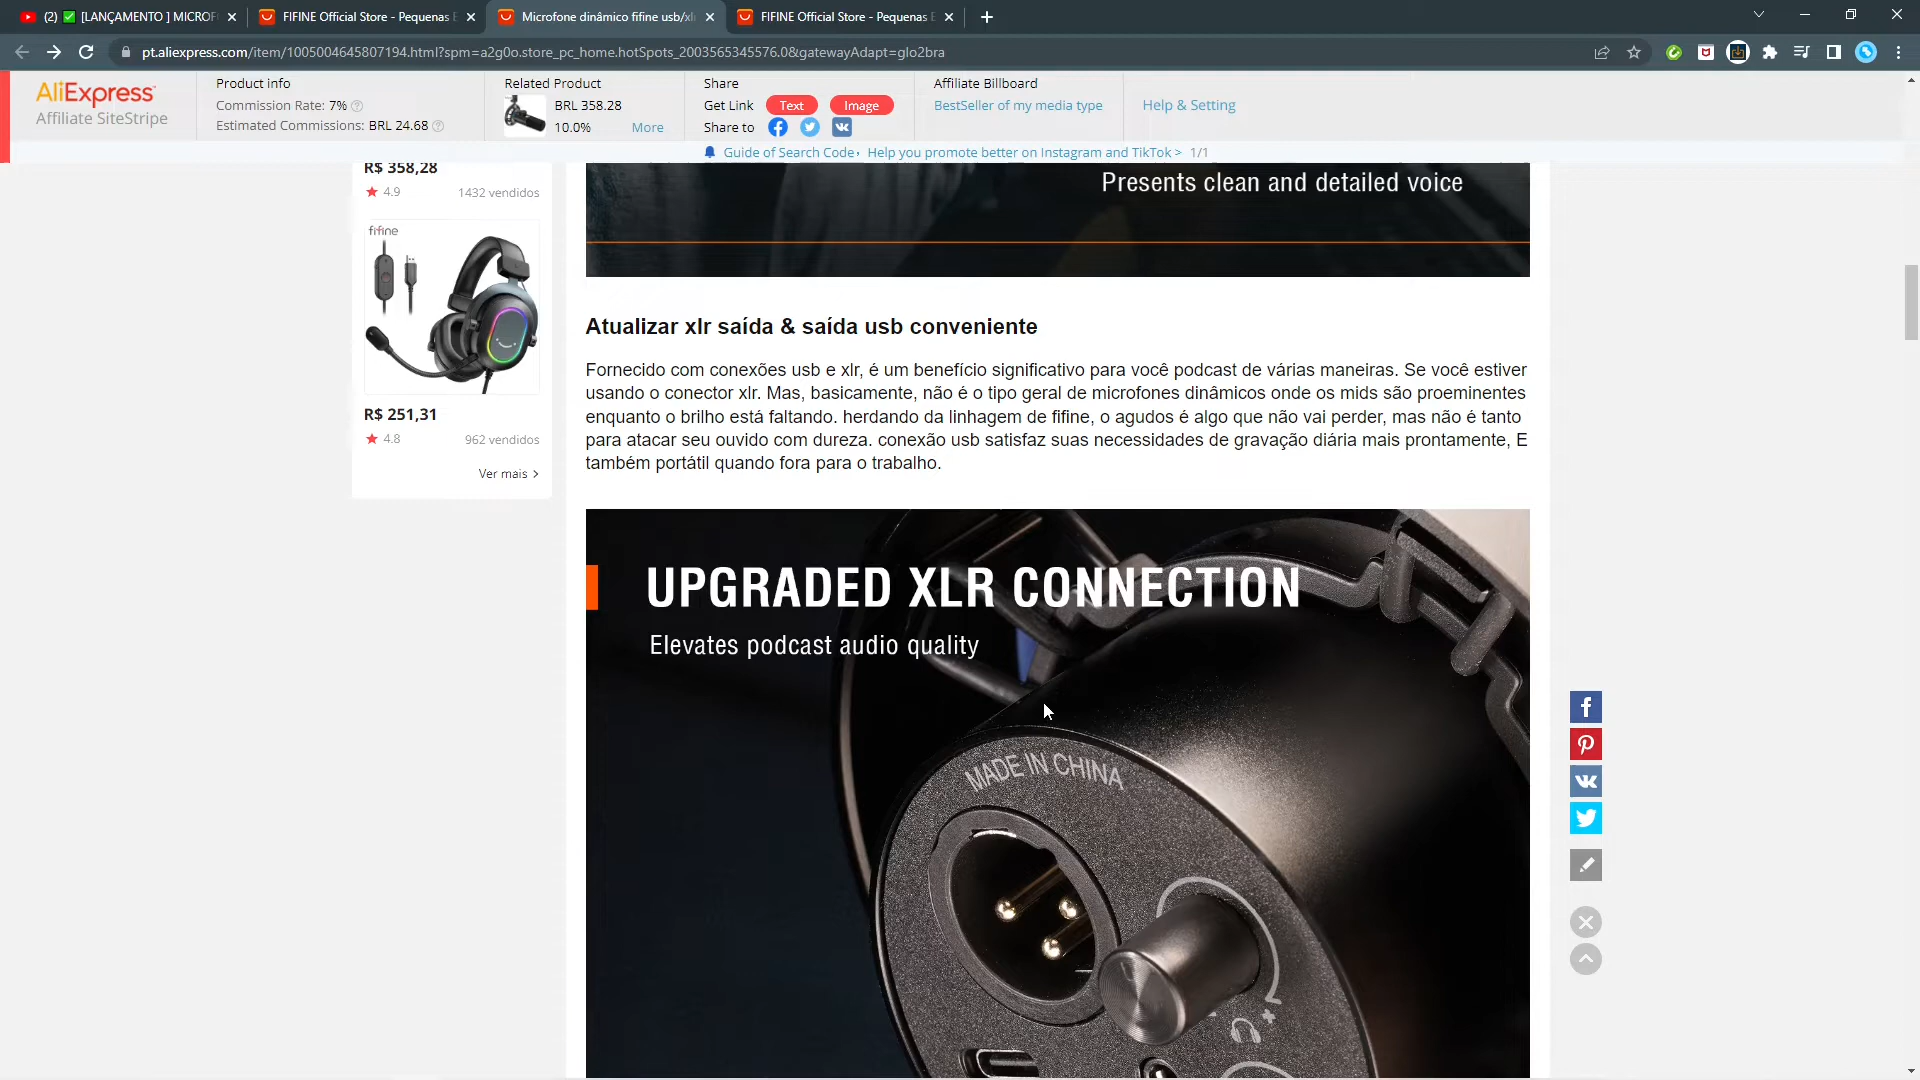 (2) ✅ [LANÇAMENTO ] MICROF
FIFINE Official Store - Pequenas E
Microfone dinâmico fifine usb/xlr
FIFINE Official Store - Pequenas E
pt.aliexpress.com/item/1005004645807194.html?spm=a2g0o.store_pc_home.hotSpots_2003565345576.0&gatewayAdapt=glo2bra
AliExpress
Affiliate SiteStripe
Product info
Commission Rate: 7%
Estimated Commissions: BRL 24.68
Related Product
BRL 358.28
10.0% More
Share
Get Link Text Image
Share to
Affiliate Billboard
BestSeller of my media type
Help & Setting
Guide of Search Code, Help you promote better on Instagram and TikTok > 1/1
R$ 358,28
4.9 1432 vendidos
fifine
R$ 251,31
4.8 962 vendidos
Ver mais >
Presents clean and detailed voice
Atualizar xlr saída & saída usb conveniente
Fornecido com conexões usb e xlr, é um benefício significativo para você podcast de várias maneiras. Se você estiver
usando o conector xlr. Mas, basicamente, não é o tipo geral de microfones dinâmicos onde os mids são proeminentes
enquanto o brilho está faltando. herdando da linhagem de fifine, o agudos é algo que não vai perder, mas não é tanto
para atacar seu ouvido com dureza. conexão usb satisfaz suas necessidades de gravação diária mais prontamente, E
também portátil quando fora para o trabalho.
UPGRADED XLR CONNECTION
Elevates podcast audio quality
MADE IN CHINA